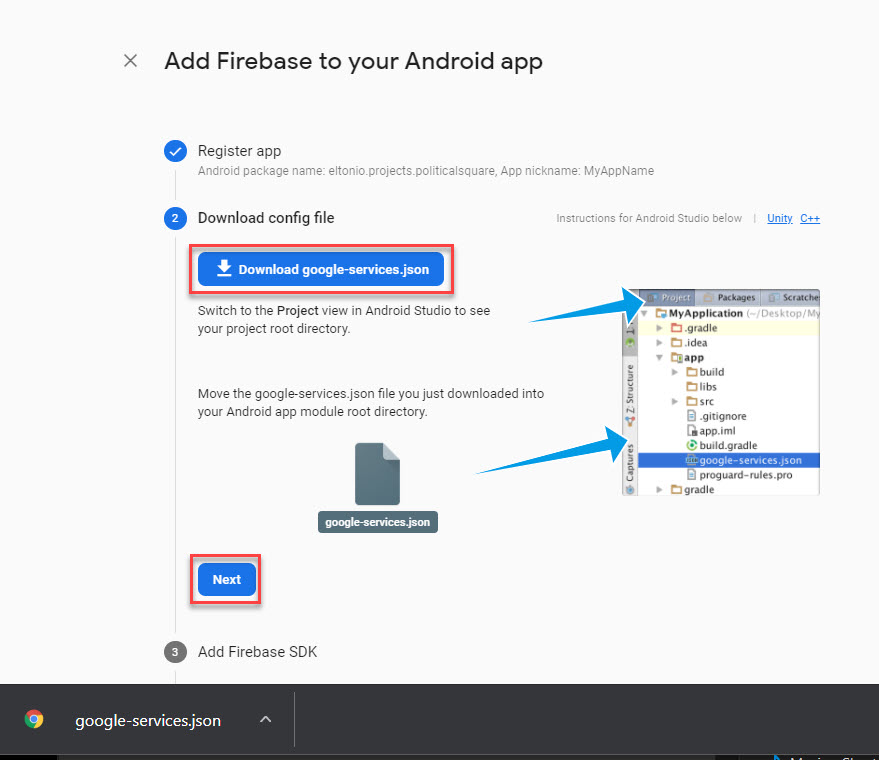 Add Firebase to your Android app
Register app
Android package name: eltonio.projects.politicalsquare, App nickname: MyAppName
2
Download config file
Instructions for Android Studio below | Unity C++
Download google-services.json
Switch to the Project view in Android Studio to see
your project root directory.
Move the google-services.json file you just downloaded into
your Android app module root directory.
google-services.json
Project Packages Scratche
MyApplication (~/Desktop/My
.gradle
.idea
app
build
libs
src
.gitignore
app.iml
build.gradle
google-services.json
proguard-rules.pro
gradle
Z: Structure
Captures
Next
3
Add Firebase SDK
google-services.json